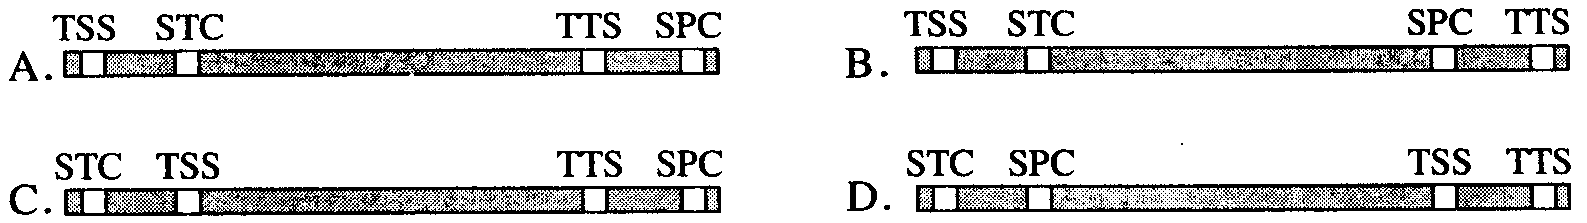 TSS STC TTS SPC
A.
TSS STC SPC TTS
B.
STC TSS TTS SPC
C.
STC SPC TSS TTS
D.